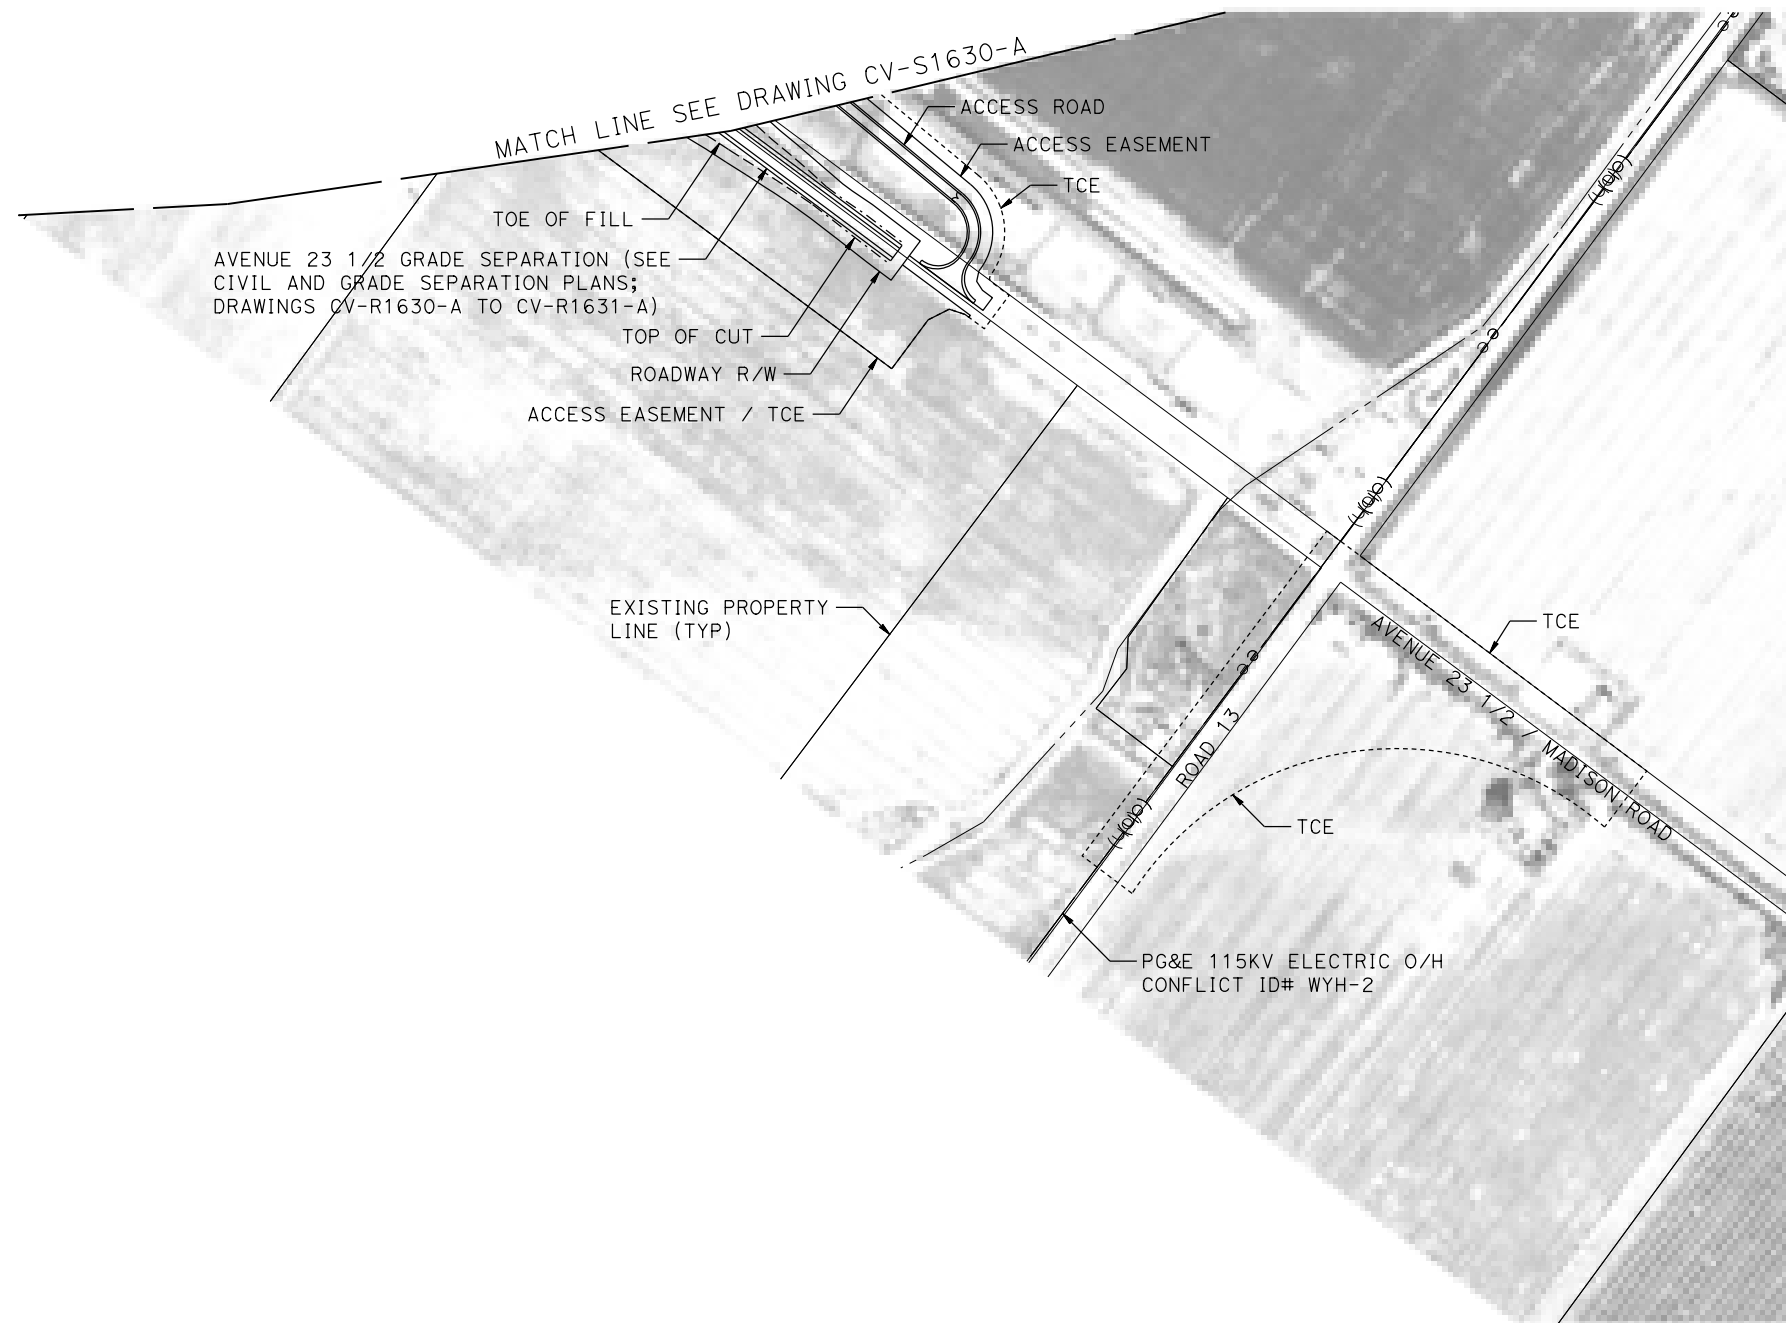 MATCH LINE SEE DRAWING CV-S1630-A
ACCESS ROAD
ACCESS EASEMENT
TCE
TOE OF FILL
AVENUE 23 1/2 GRADE SEPARATION (SEE
CIVIL AND GRADE SEPARATION PLANS;
DRAWINGS CV-R1630-A TO CV-R1631-A)
TOP OF CUT
ROADWAY R/W
ACCESS EASEMENT / TCE
EXISTING PROPERTY
LINE (TYP)
TCE
AVENUE 23 1/2 / MADISON ROAD
ROAD 13
TCE
PG&E 115KV ELECTRIC O/H
CONFLICT ID# WYH-2